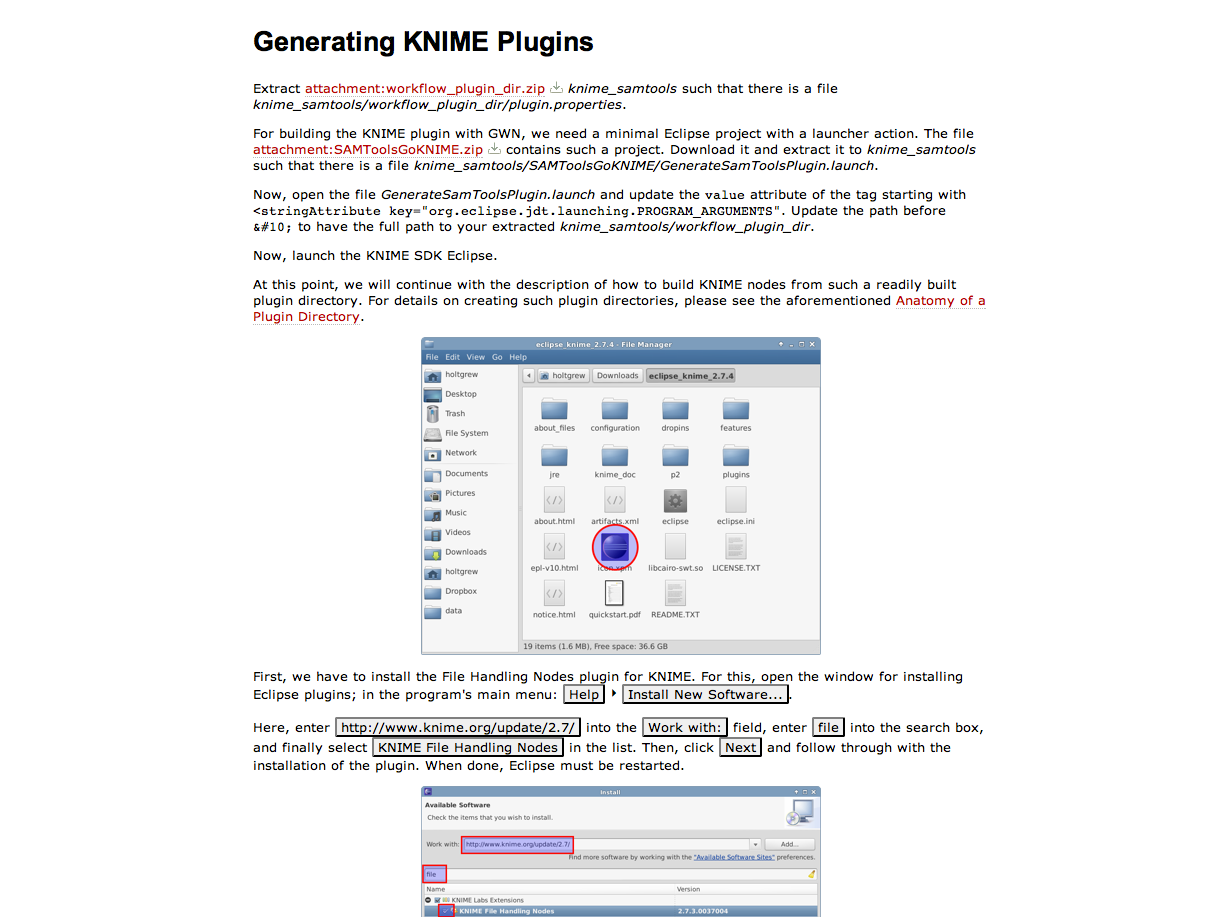 Generating KNIME Plugins
Extract attachment:workflow_plugin_dir.zip knime_samtools such that there is a file
knime_samtools/workflow_plugin_dir/plugin.properties.
For building the KNIME plugin with GWN, we need a minimal Eclipse project with a launcher action. The file
attachment:SAMToolsGoKNIME.zip contains such a project. Download it and extract it to knime_samtools
such that there is a file knime_samtools/SAMToolsGoKNIME/GenerateSamToolsPlugin.launch.
Now, open the file GenerateSamToolsPlugin.launch and update the value attribute of the tag starting with
<stringAttribute key="org.eclipse.jdt.launching.PROGRAM_ARGUMENTS". Update the path before
&#10; to have the full path to your extracted knime_samtools/workflow_plugin_dir.
Now, launch the KNIME SDK Eclipse.
At this point, we will continue with the description of how to build KNIME nodes from such a readily built
plugin directory. For details on creating such plugin directories, please see the aforementioned Anatomy of a
Plugin Directory.
eclipse_knime_2.7.4 - File Manager
File Edit View Go Help
holtgrew Downloads eclipse_knime_2.7.4
holtgrew
Desktop
Trash
File System
Network
Documents
Pictures
Music
Videos
Downloads
holtgrew
Dropbox
data
about_files configuration dropins features
jre knime_doc p2 plugins
about.html artifacts.xml eclipse eclipse.ini
epl-v10.html icon.xpm libcairo-swt.so LICENSE.TXT
notice.html quickstart.pdf README.TXT
19 items (1.6 MB), Free space: 36.6 GB
First, we have to install the File Handling Nodes plugin for KNIME. For this, open the window for installing
Eclipse plugins; in the program's main menu: Help ▸ Install New Software....
Here, enter http://www.knime.org/update/2.7/ into the Work with: field, enter file into the search box,
and finally select KNIME File Handling Nodes in the list. Then, click Next and follow through with the
installation of the plugin. When done, Eclipse must be restarted.
Install
Available Software
Check the items that you wish to install.
Work with: http://www.knime.org/update/2.7/ Add...
Find more software by working with the "Available Software Sites" preferences.
file
Name Version
KNIME Labs Extensions
KNIME File Handling Nodes 2.7.3.0037004